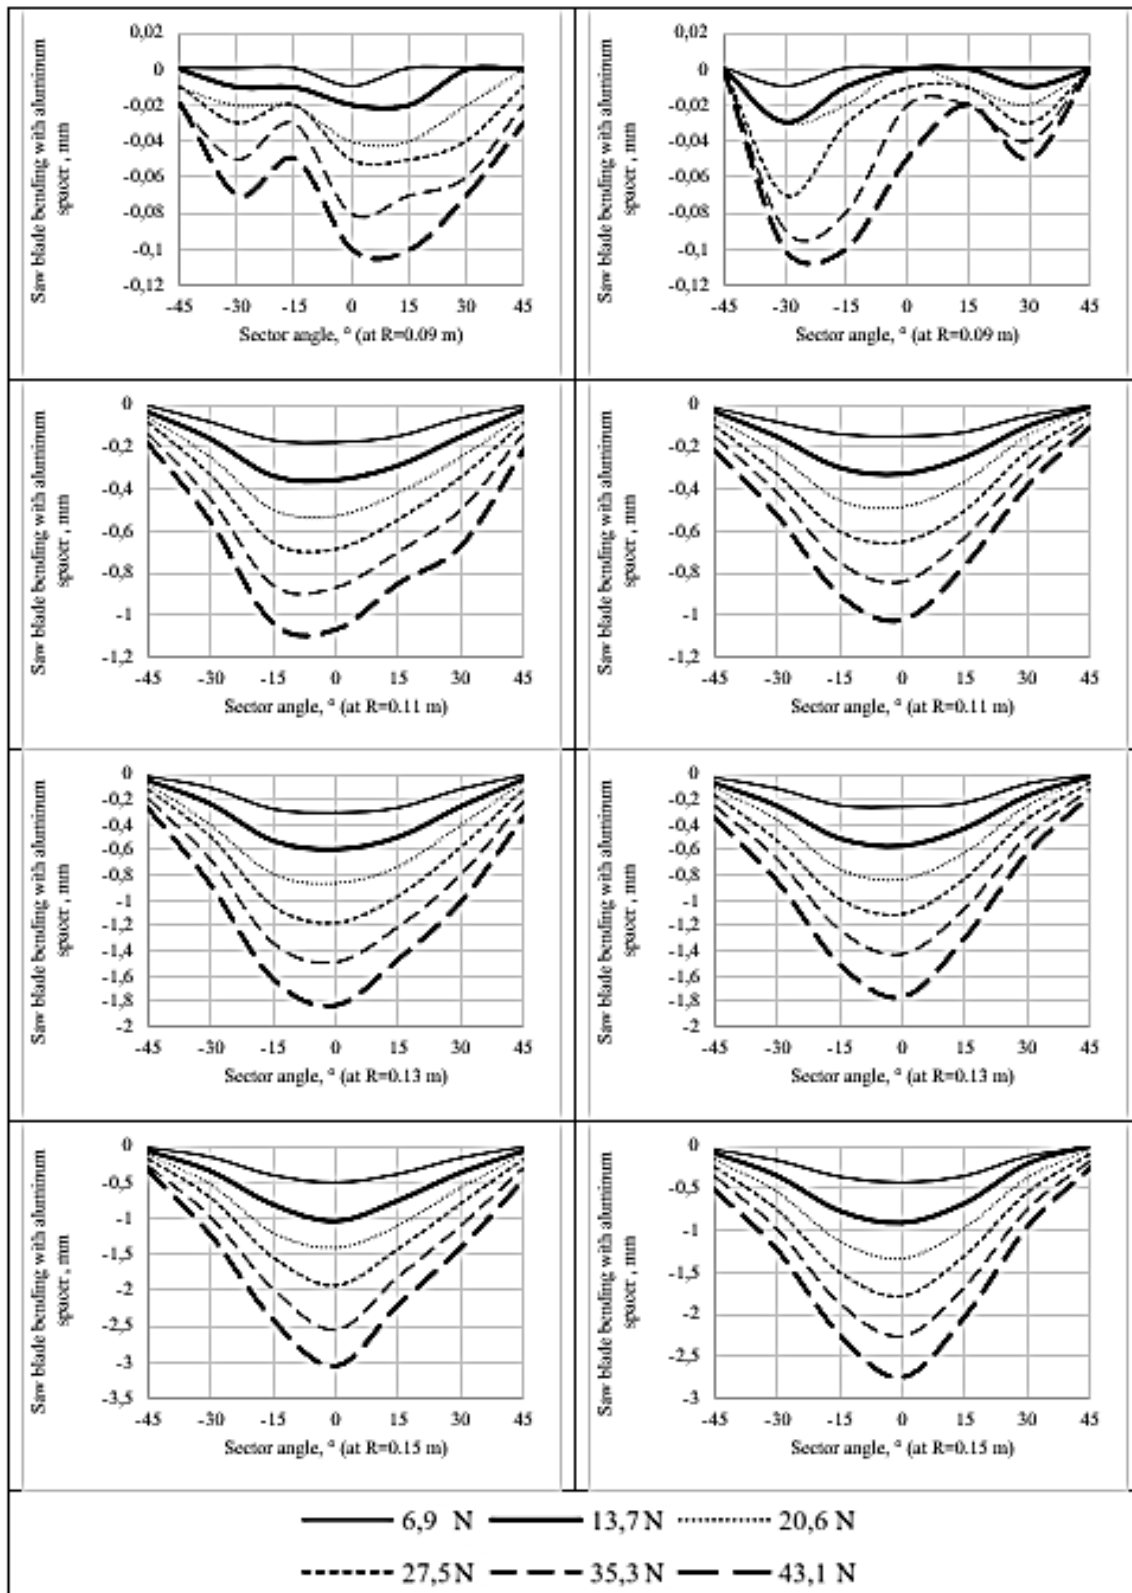 Saw blade bending with aluminum
spacer , mm
0,02
0
-0,02
-0,04
-0,06
-0,08
-0,1
-0,12
-45 -30 -15 0 15 30 45
Sector angle, ° (at R=0.09 m)
Saw blade bending with aluminum
spacer , mm
0,02
0
-0,02
-0,04
-0,06
-0,08
-0,1
-0,12
-45 -30 -15 0 15 30 45
Sector angle, ° (at R=0.09 m)
Saw blade bending with aluminum
spacer , mm
0
-0,2
-0,4
-0,6
-0,8
-1
-1,2
-45 -30 -15 0 15 30 45
Sector angle, ° (at R=0.11 m)
Saw blade bending with aluminum
spacer , mm
0
-0,2
-0,4
-0,6
-0,8
-1
-1,2
-45 -30 -15 0 15 30 45
Sector angle, ° (at R=0.11 m)
Saw blade bending with aluminum
spacer , mm
0
-0,2
-0,4
-0,6
-0,8
-1
-1,2
-1,4
-1,6
-1,8
-2
-45 -30 -15 0 15 30 45
Sector angle, ° (at R=0.13 m)
Saw blade bending with aluminum
spacer , mm
0
-0,2
-0,4
-0,6
-0,8
-1
-1,2
-1,4
-1,6
-1,8
-2
-45 -30 -15 0 15 30 45
Sector angle, ° (at R=0.13 m)
Saw blade bending with aluminum
spacer , mm
0
-0,5
-1
-1,5
-2
-2,5
-3
-3,5
-45 -30 -15 0 15 30 45
Sector angle, ° (at R=0.15 m)
Saw blade bending with aluminum
spacer , mm
0
-0,5
-1
-1,5
-2
-2,5
-3
-45 -30 -15 0 15 30 45
Sector angle, ° (at R=0.15 m)
6,9 N 13,7 N 20,6 N
27,5 N 35,3 N 43,1 N